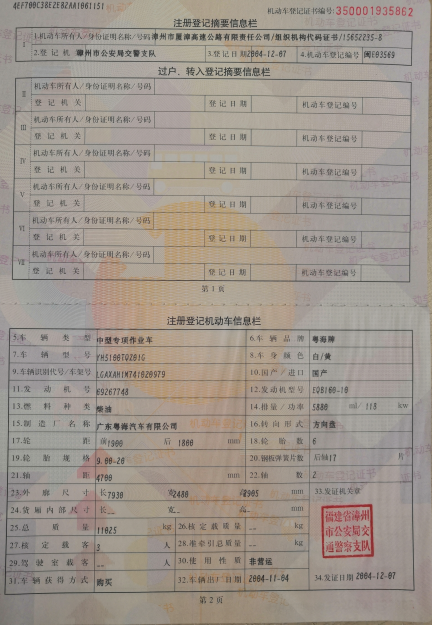 4EF700C38E2EBZAA1061151
机动车登记证书编号:350001935862
注册登记摘要信息栏
I 1.机动车所有人/身份证明名称/号码 漳州市厦漳高速公路有限责任公司/组织机构代码证书/15652235-8
2.登记机关 漳州市公安局交警支队 3.登记日期 2004-12-07 4.机动车登记编号 闽E03569
过户、转入登记摘要信息栏
II 机动车所有人/身份证明名称/号码
登记机关 登记日期 机动车登记编号
III 机动车所有人/身份证明名称/号码
登记机关 登记日期 机动车登记编号
IV 机动车所有人/身份证明名称/号码
登记机关 登记日期 机动车登记编号
V 机动车所有人/身份证明名称/号码
登记机关 登记日期 机动车登记编号
VI 机动车所有人/身份证明名称/号码
登记机关 登记日期 机动车登记编号
VII 机动车所有人/身份证明名称/号码
登记机关 登记日期 机动车登记编号
第1页
注册登记机动车信息栏
5.车辆类型 中型专项作业车 6.车辆品牌 粤海牌
7.车辆型号 YH5100TQZ01G 8.车身颜色 白/黄
9.车辆识别代号/车架号 LGAXAH1M741020979 10.国产/进口 国产
11.发动机号 69267748 12.发动机型号 EQB160-10
13.燃料种类 柴油 14.排量/功率 5880 ml/ 118 kw
15.制造厂名称 广东粤海汽车有限公司 16.转向形式 方向盘
17.轮距 前1900 后 1800 mm 18.轮胎数 6
19.轮胎规格 9.00-20 20.钢板弹簧片数 后轴17 片
21.轴距 4700 mm 22.轴数 2
23.外廓尺寸 长7930 宽2480 高2905 mm 33.发证机关章
24.货厢内部尺寸 长-- 宽-- 高-- mm
25.总质量 11025 kg 26.核定载质量 -- kg
27.核定载客 3 人 28.准牵引总质量 -- kg
29.驾驶室载客 -- 人 30.使用性质 非营运
31.车辆获得方式 购买 32.车辆出厂日期 2004-11-04 34.发证日期 2004-12-07
福建省漳州
市公安局交
通警察支队
第2页